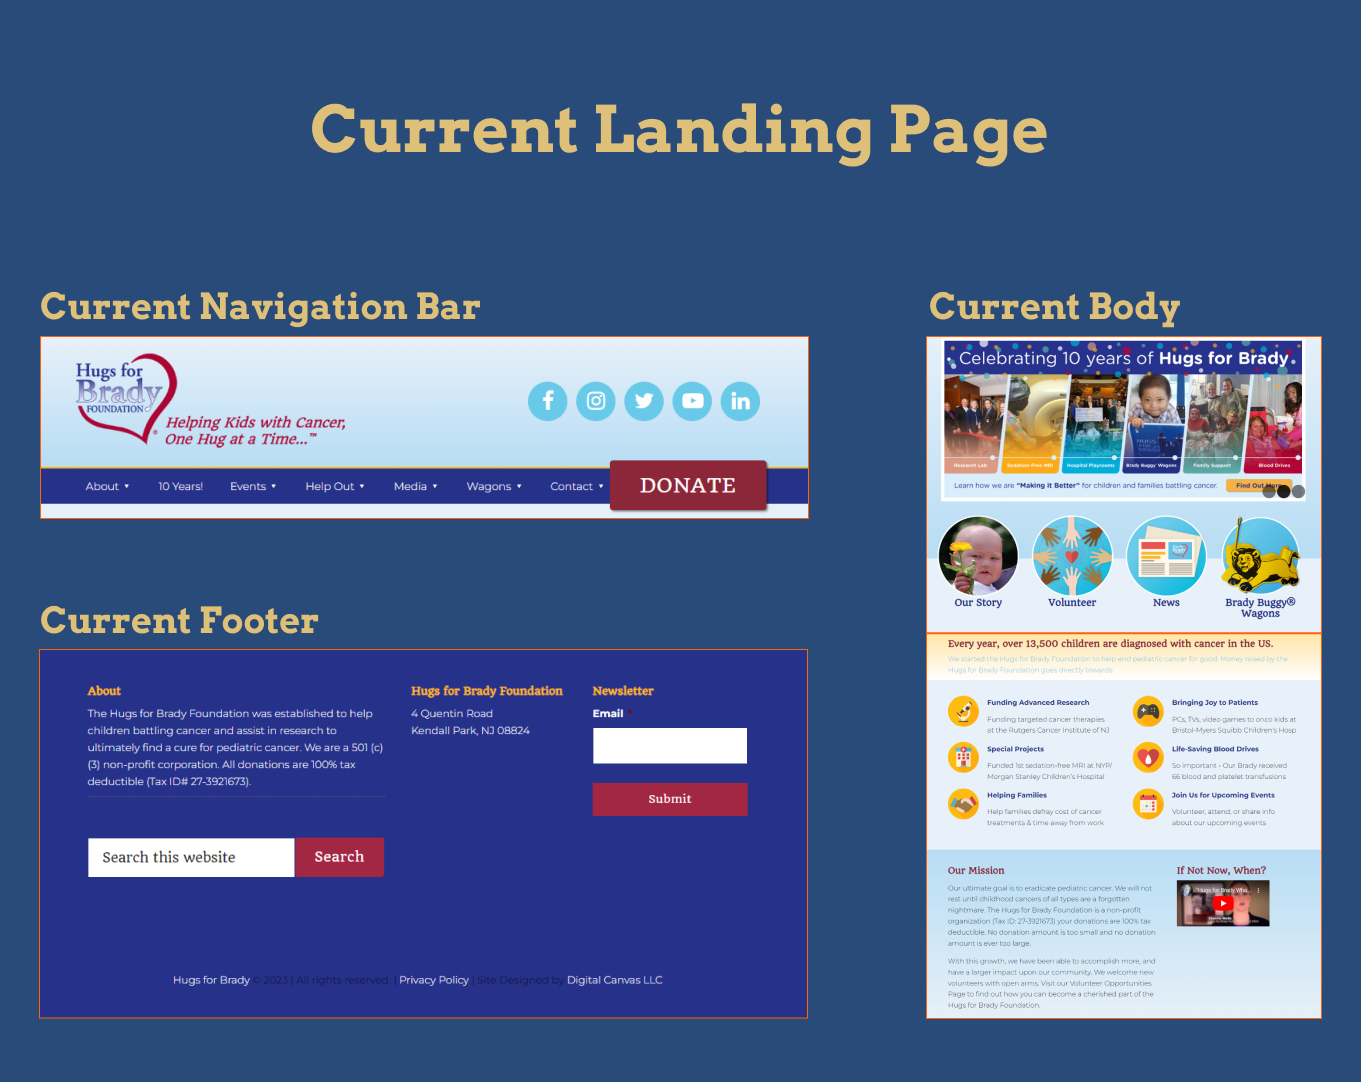 Current Landing Page
Current Navigation Bar
Hugs for
Brady
FOUNDATION
Helping Kids with Cancer,
One Hug at a Time...™
About
10 Years!
Events
Help Out
Media
Wagons
Contact
DONATE
Current Footer
About
The Hugs for Brady Foundation was established to help
children battling cancer and assist in research to
ultimately find a cure for pediatric cancer. We are a 501 (c)
(3) non-profit corporation. All donations are 100% tax
deductible (Tax ID# 27-3921673).
Search this website
Search
Hugs for Brady Foundation
4 Quentin Road
Kendall Park, NJ 08824
Newsletter
Email *
Submit
Hugs for Brady © 2023 | All rights reserved. | Privacy Policy | Site Designed by Digital Canvas LLC
Current Body
Celebrating 10 years of Hugs for Brady
Research Lab
Sedation-Free MRI
Hospital Playrooms
Brady Buggy® Wagons
Family Support
Blood Drives
Learn how we are “Making it Better” for children and families battling cancer.
Find Out More
Our Story
Volunteer
News
Brady Buggy®
Wagons
Every year, over 13,500 children are diagnosed with cancer in the US.
We started the Hugs for Brady Foundation to help end pediatric cancer for good. Money raised by the
Hugs for Brady Foundation goes directly towards:
Funding Advanced Research
Funding targeted cancer therapies
at the Rutgers Cancer Institute of NJ
Bringing Joy to Patients
PCs, TVs, video games to onco kids at
Bristol-Myers Squibb Children's Hosp
Special Projects
Funded 1st sedation-free MRI at NYP/
Morgan Stanley Children's Hospital
Life-Saving Blood Drives
So important - Our Brady received
66 blood and platelet transfusions
Helping Families
Help families defray cost of cancer
treatments & time away from work
Join Us for Upcoming Events
Volunteer, attend, or share info
about our upcoming events
Our Mission
Our ultimate goal is to eradicate pediatric cancer. We will not
rest until childhood cancers of all types are a forgotten
nightmare. The Hugs for Brady Foundation is a non-profit
organization (Tax ID: 27-3921673) your donations are 100% tax
deductible. No donation amount is too small and no donation
amount is ever too large.
With this growth, we have been able to accomplish more, and
have a larger impact upon our community. We welcome new
volunteers with open arms. Visit our Volunteer Opportunities
Page to find out how you can become a cherished part of the
Hugs for Brady Foundation.
If Not Now, When?
"Hugs for Brady Who...